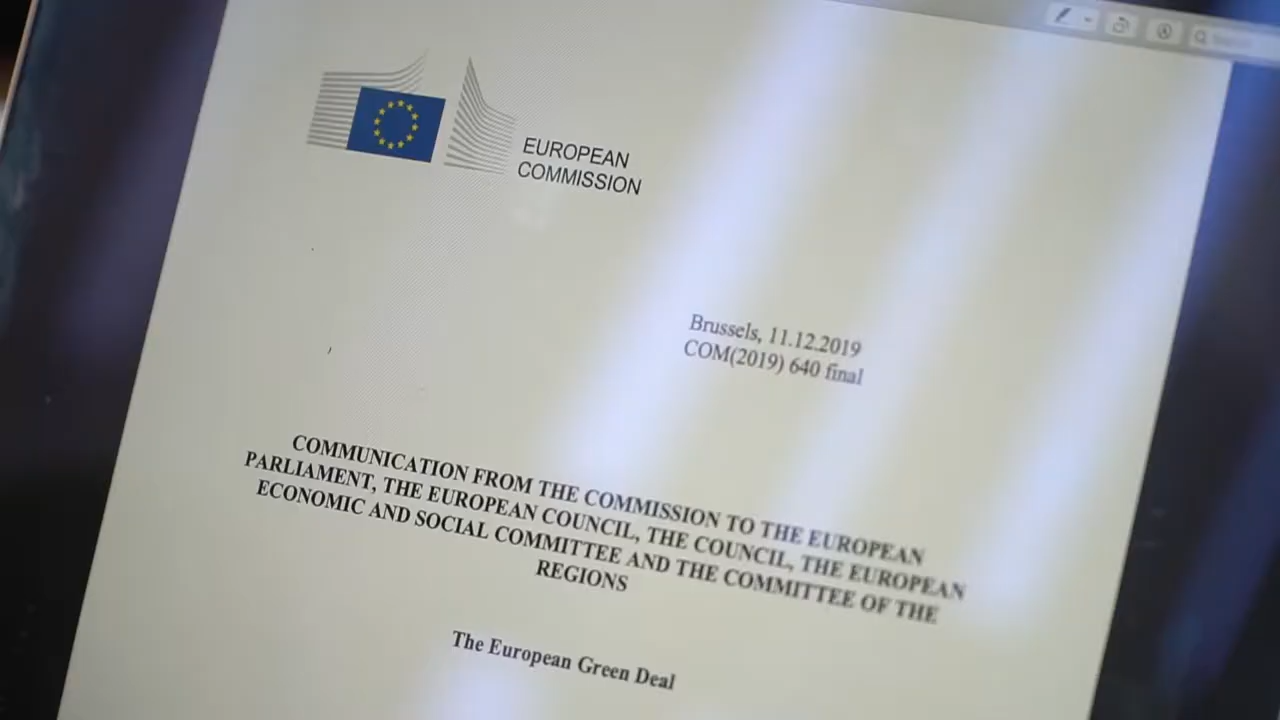 EUROPEAN
COMMISSION
Brussels, 11.12.2019
COM(2019) 640 final
COMMUNICATION FROM THE COMMISSION TO THE EUROPEAN
PARLIAMENT, THE EUROPEAN COUNCIL, THE COUNCIL, THE EUROPEAN
ECONOMIC AND SOCIAL COMMITTEE AND THE COMMITTEE OF THE
REGIONS
The European Green Deal